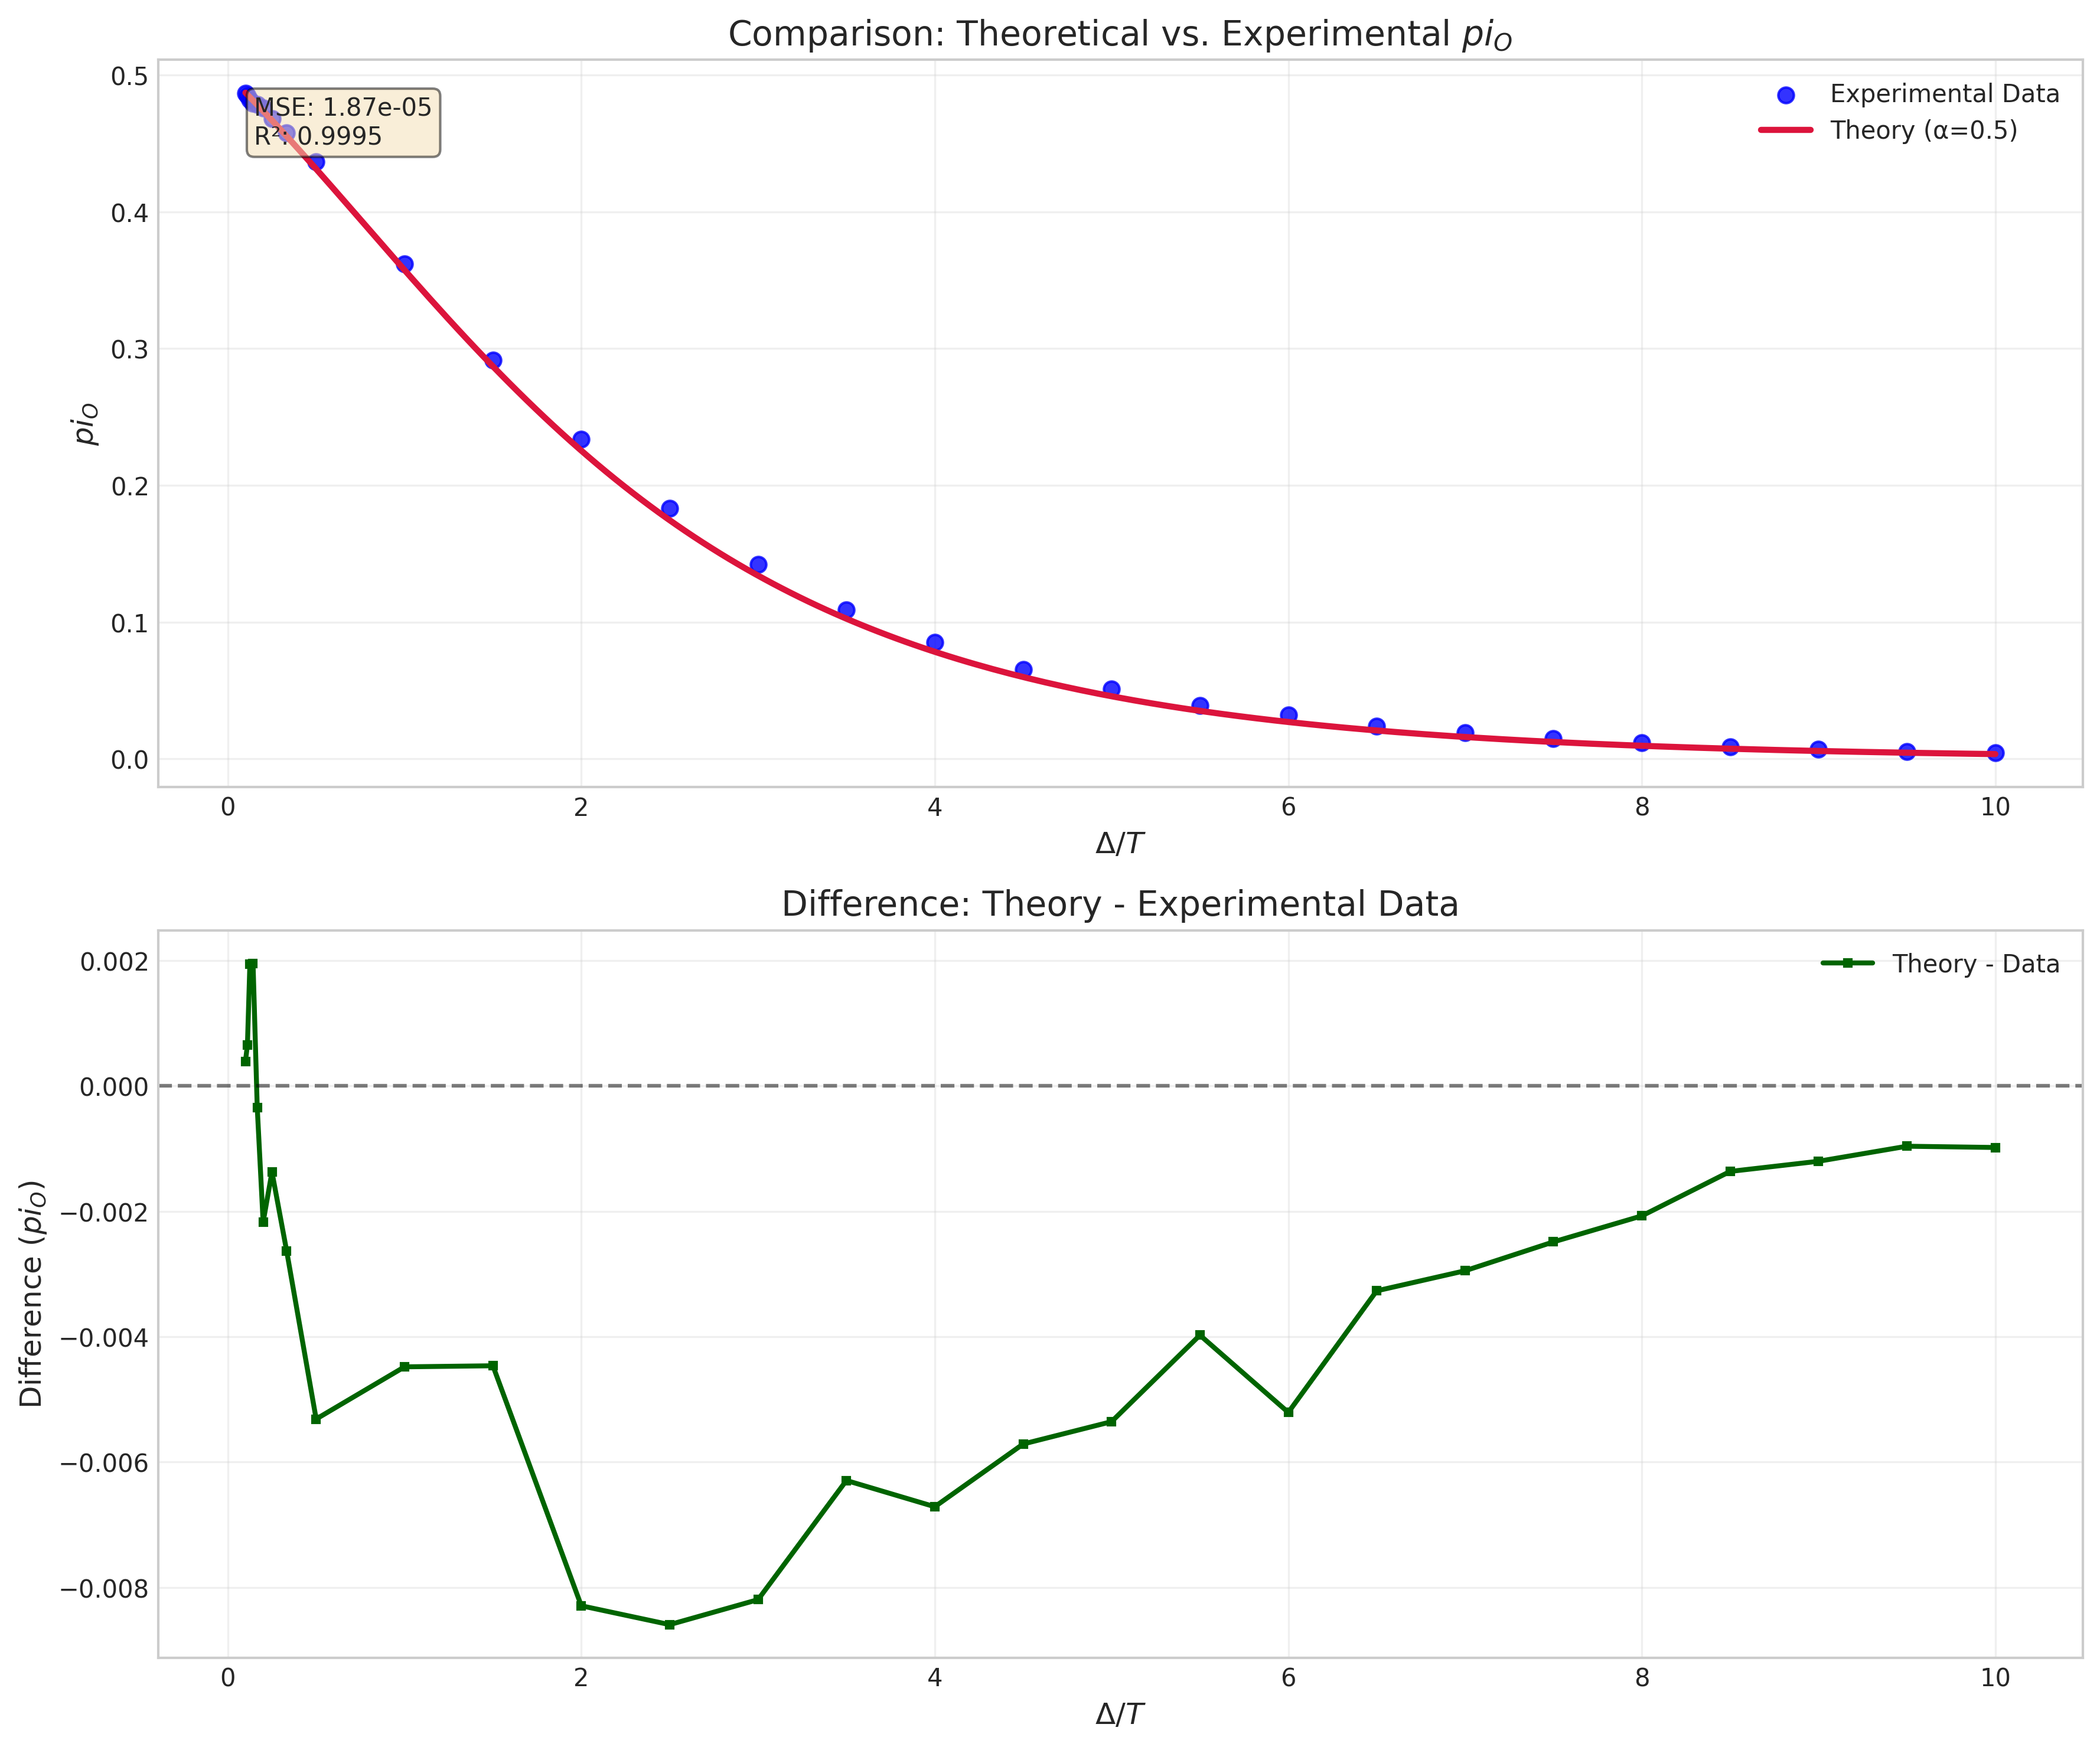 Comparison: Theoretical vs. Experimental pi_O
0.5
0.4
0.3
0.2
0.1
0.0
pi_O
MSE: 1.87e-05
R²: 0.9995
Experimental Data
Theory (α=0.5)
0 2 4 6 8 10
Δ/T
Difference: Theory - Experimental Data
0.002
0.000
−0.002
−0.004
−0.006
−0.008
Difference (pi_O)
Theory - Data
0 2 4 6 8 10
Δ/T